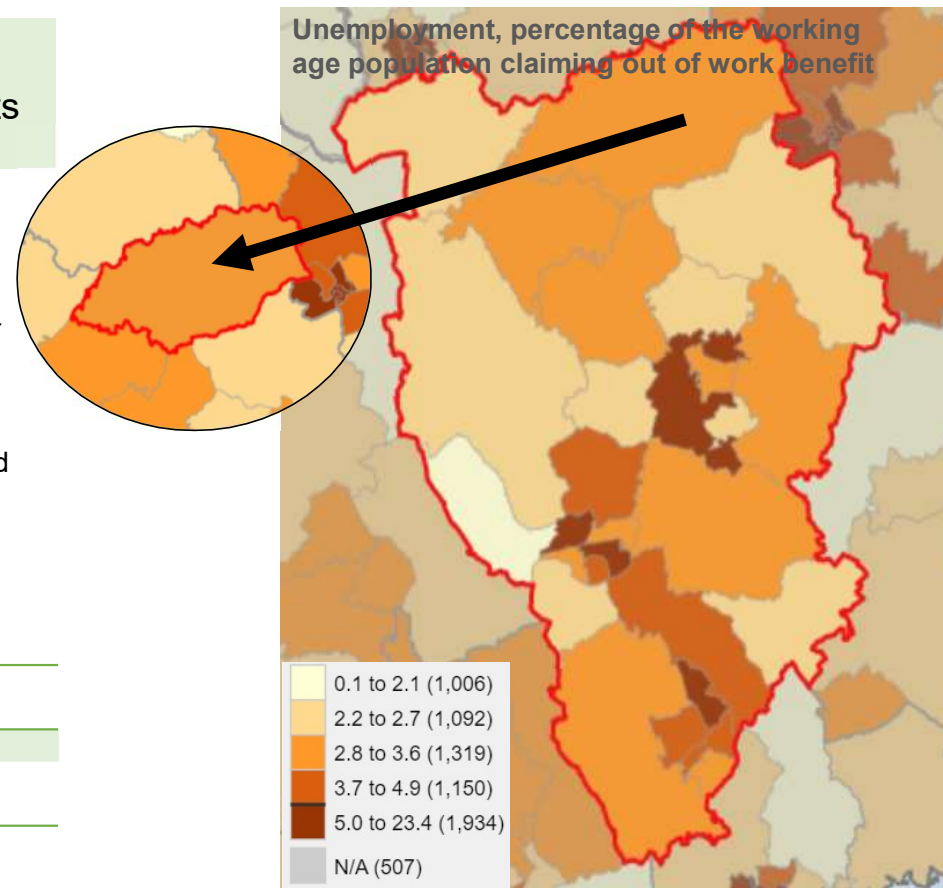 Unemployment, percentage of the working
age population claiming out of work benefit
ts
d
0.1 to 2.1 (1,006)
2.2 to 2.7 (1,092)
2.8 to 3.6 (1,319)
3.7 to 4.9 (1,150)
5.0 to 23.4 (1,934)
N/A (507)